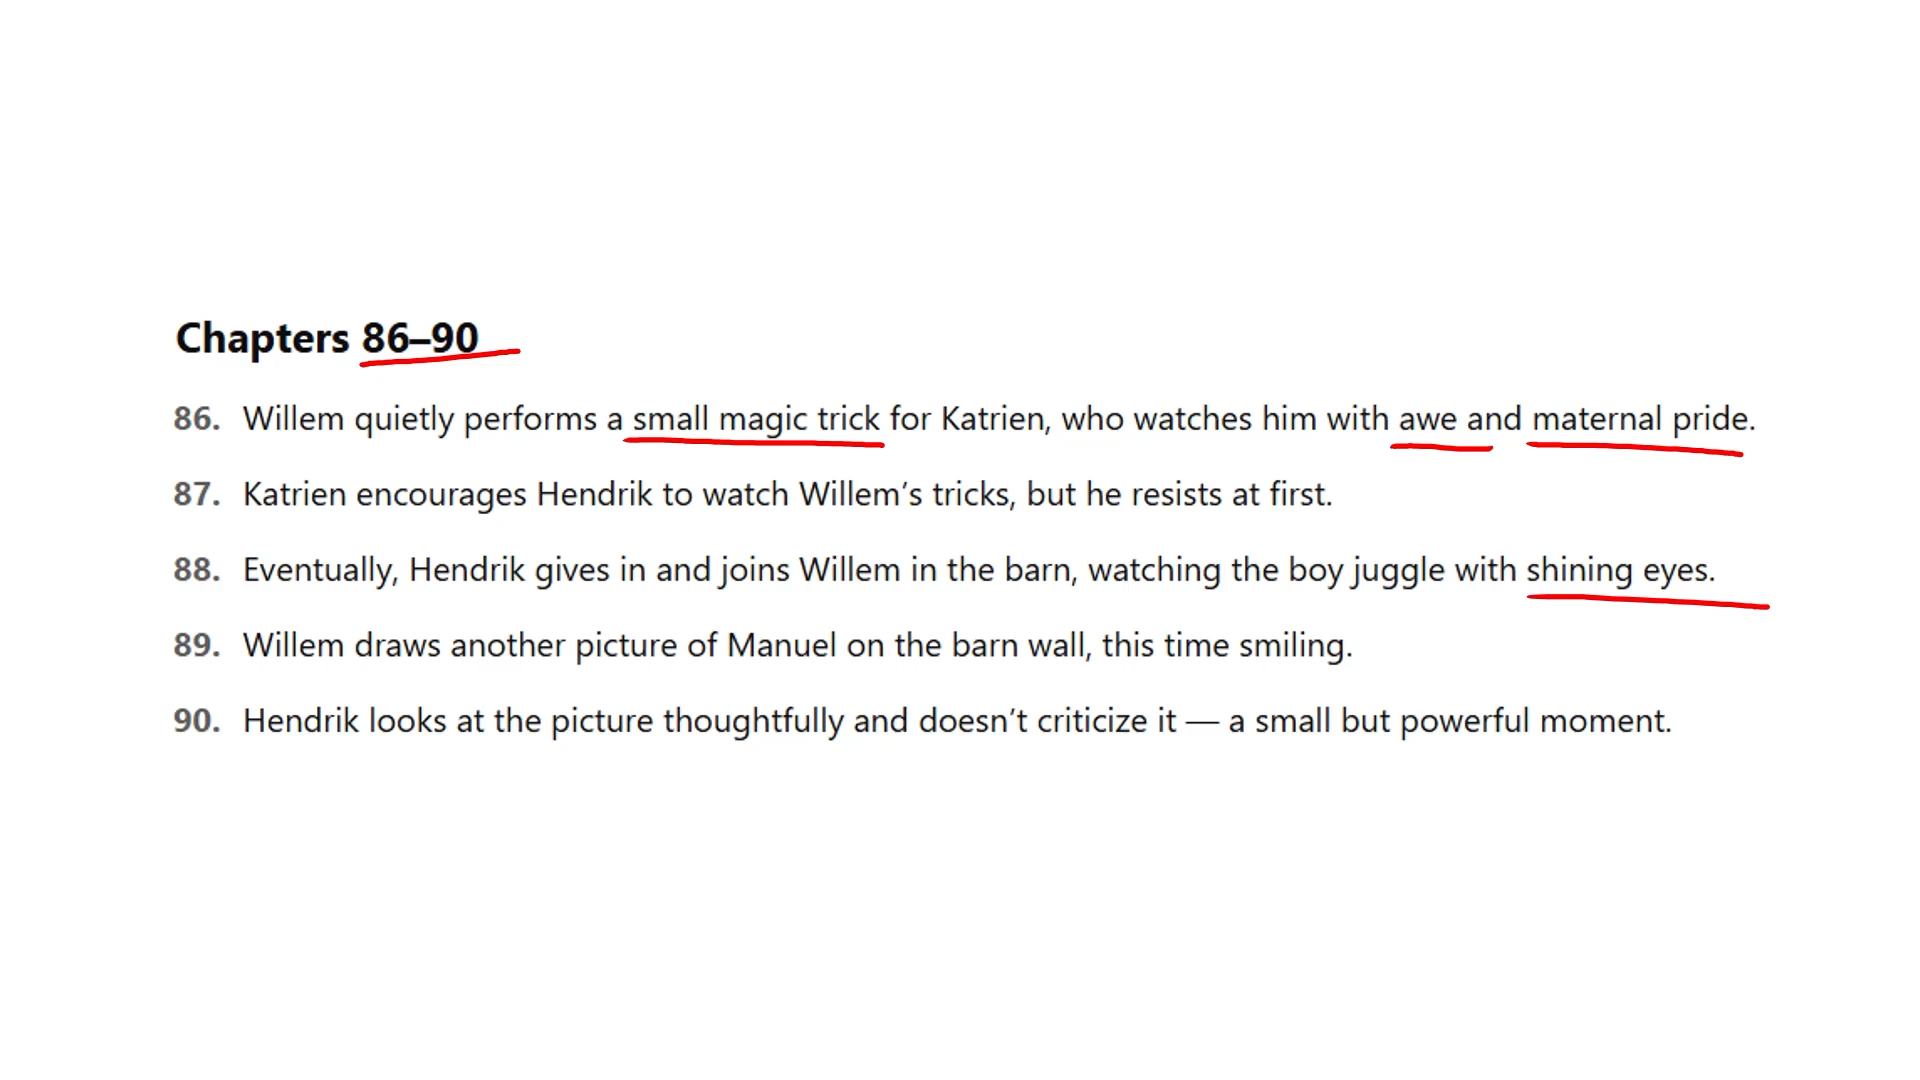 Chapters 86–90
86. Willem quietly performs a small magic trick for Katrien, who watches him with awe and maternal pride.
87. Katrien encourages Hendrik to watch Willem’s tricks, but he resists at first.
88. Eventually, Hendrik gives in and joins Willem in the barn, watching the boy juggle with shining eyes.
89. Willem draws another picture of Manuel on the barn wall, this time smiling.
90. Hendrik looks at the picture thoughtfully and doesn’t criticize it — a small but powerful moment.